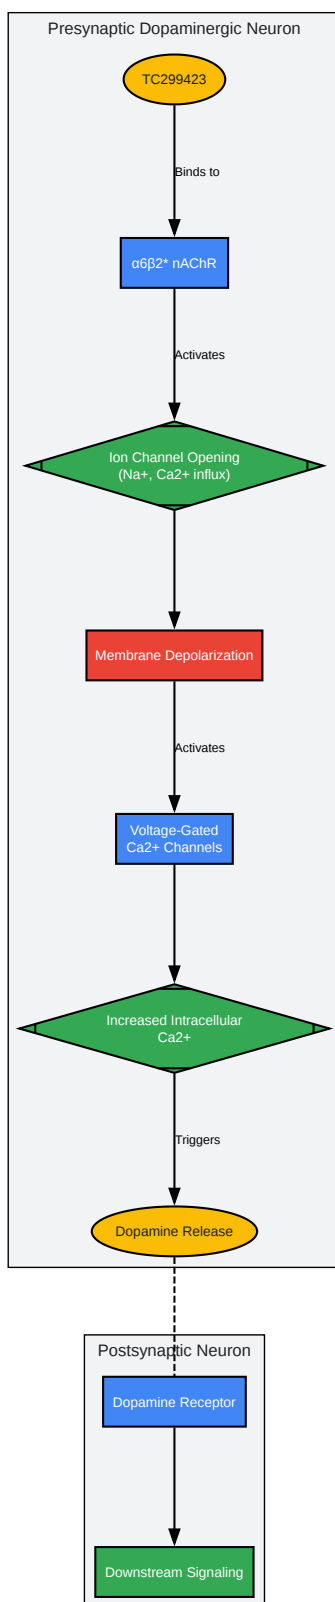 Presynaptic Dopaminergic Neuron
TC299423
Binds to
α6β2* nAChR
Activates
Ion Channel Opening
(Na+, Ca2+ influx)
Membrane Depolarization
Activates
Voltage-Gated
Ca2+ Channels
Increased Intracellular
Ca2+
Triggers
Dopamine Release
Postsynaptic Neuron
Dopamine Receptor
Downstream Signaling